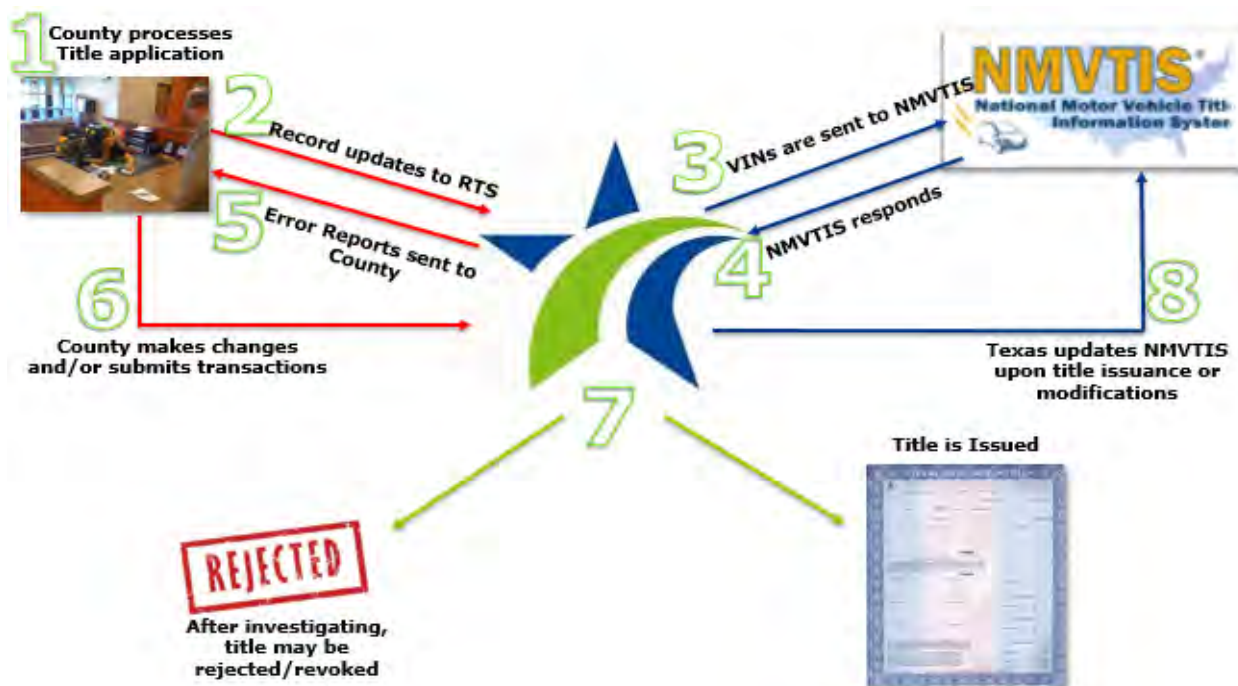 1
County processes
Title application
2
Record updates to RTS
3
VINs are sent to NMVTIS
NMVTIS
National Motor Vehicle Titl
Information System
4
NMVTIS responds
5
Error Reports sent to
County
6
County makes changes
and/or submits transactions
7
8
Texas updates NMVTIS
upon title issuance or
modifications
REJECTED
After investigating,
title may be
rejected/revoked
Title is Issued